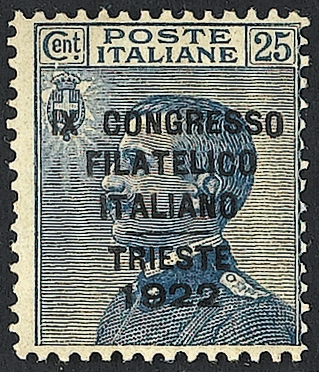 Cent. POSTE ITALIANE 25
IX CONGRESSO
FILATELICO
ITALIANO
TRIESTE
1922